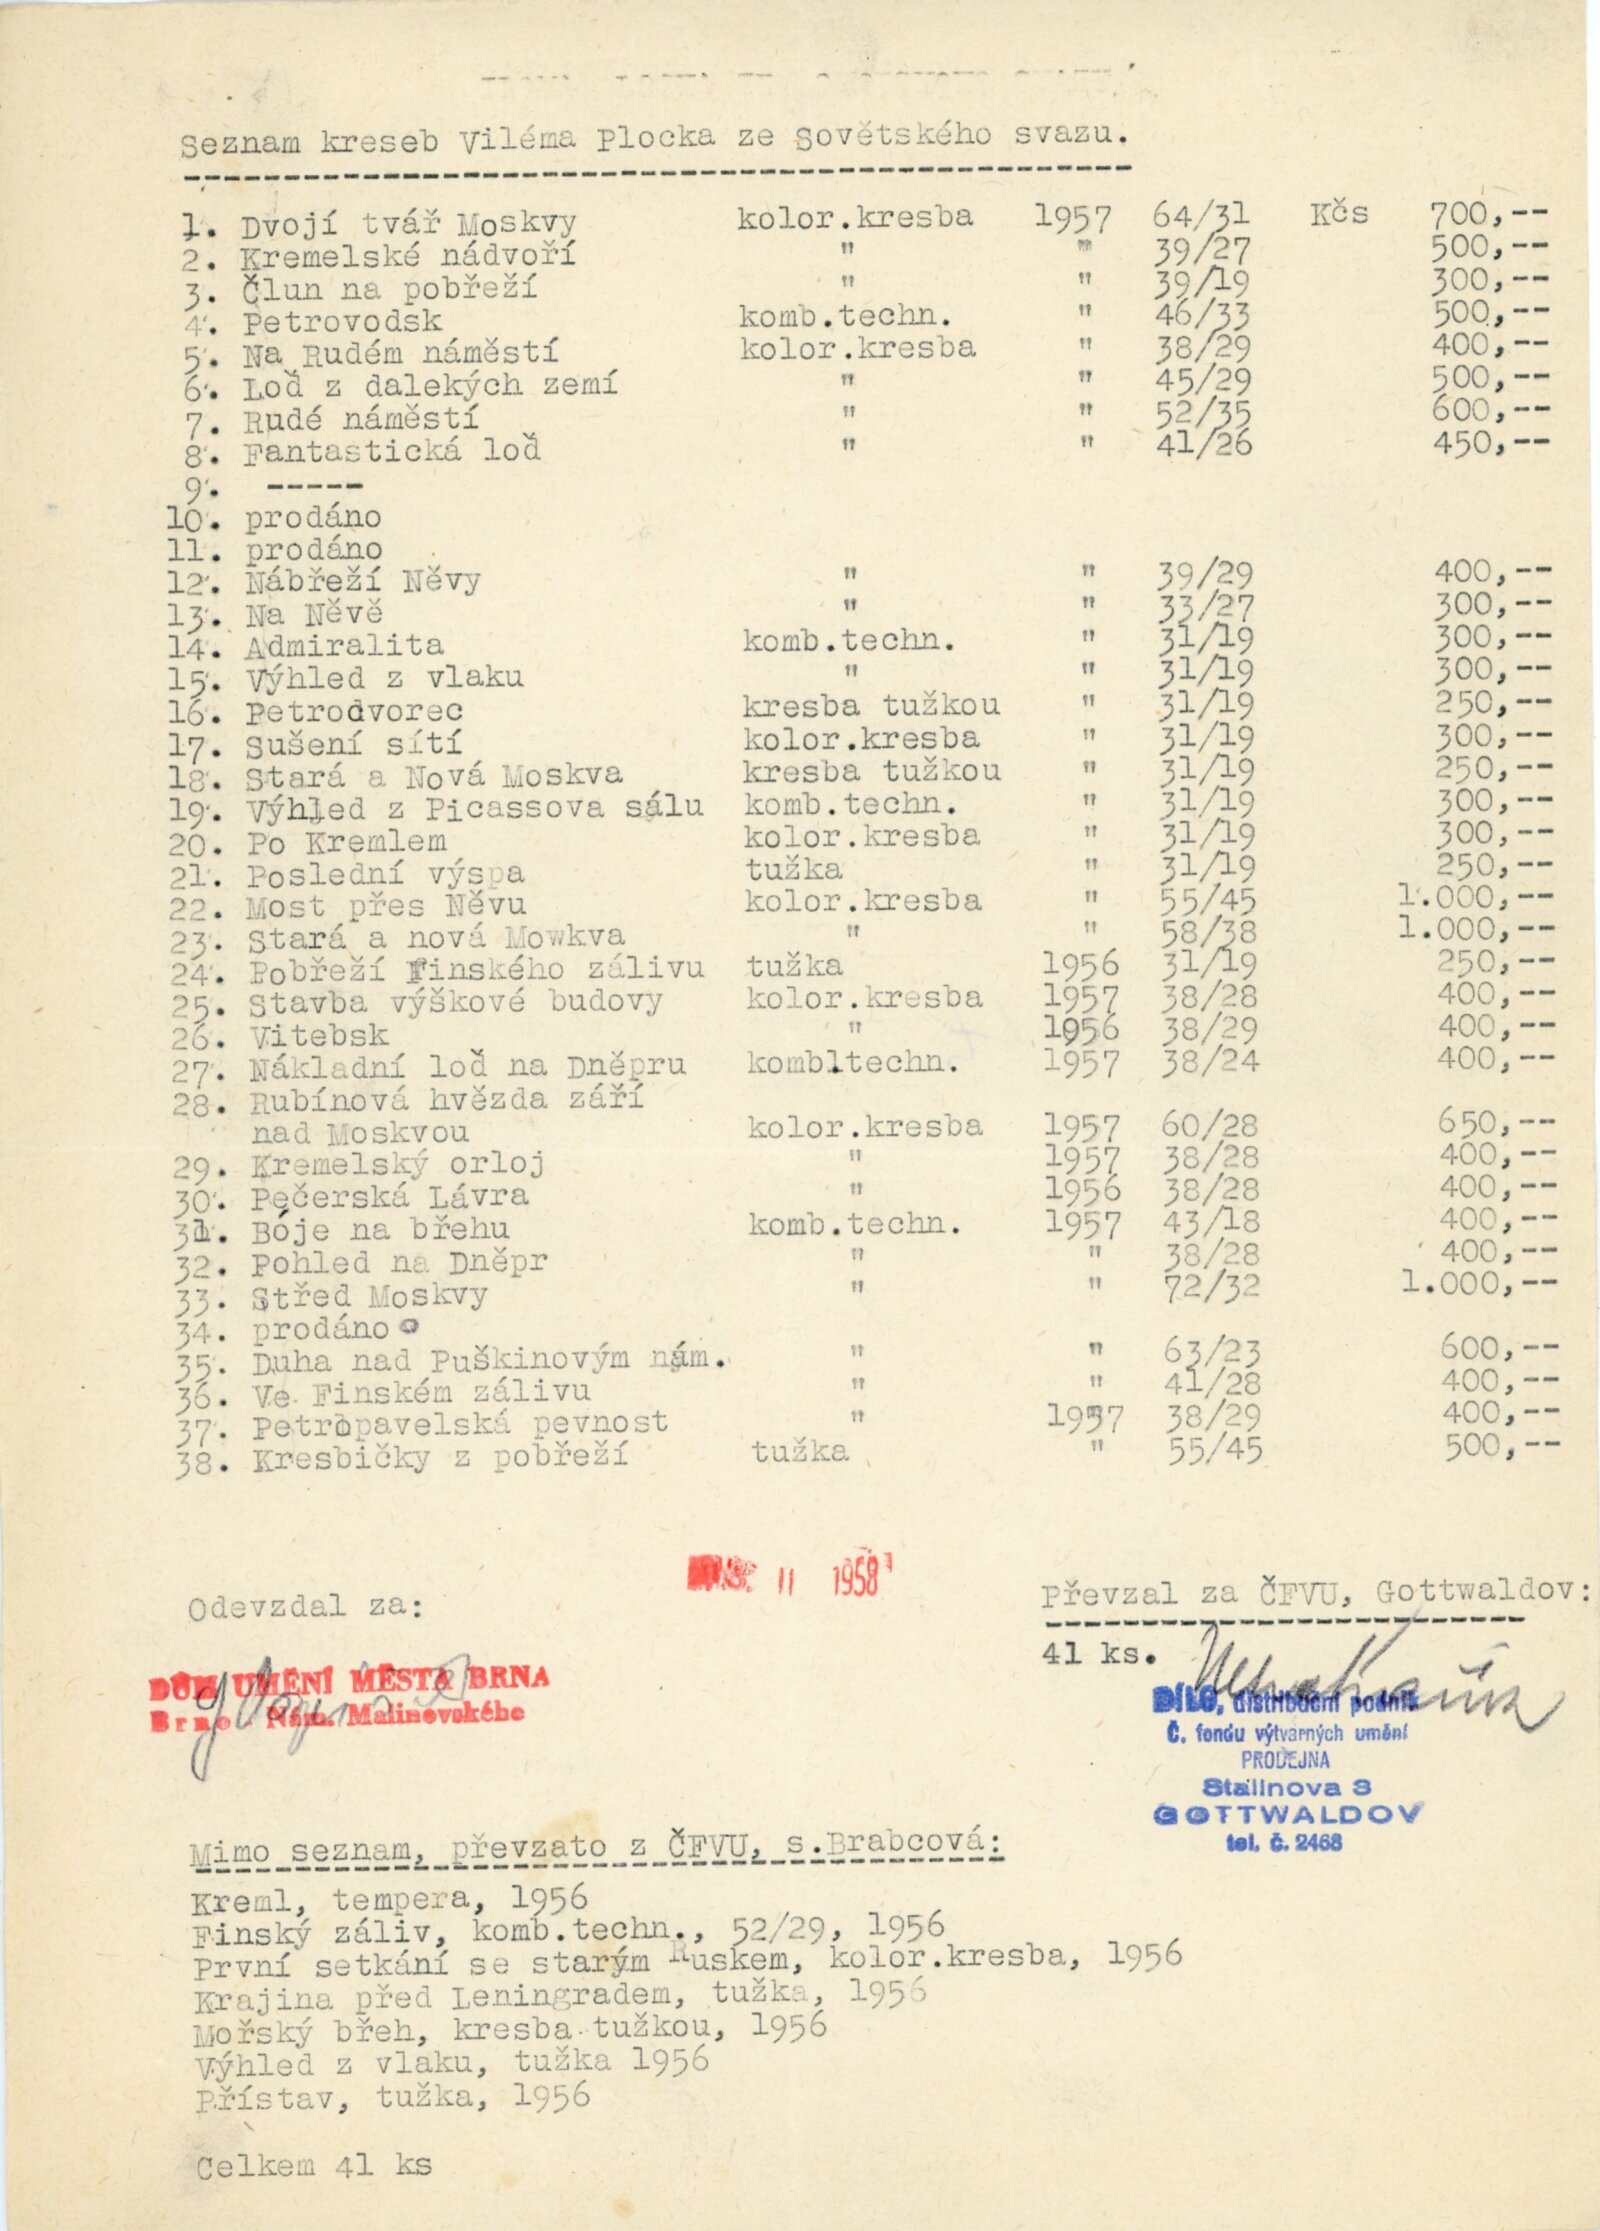 Seznam kreseb Viléma Plocka ze Sovětského svazu.
1. Dvojí tvář Moskvy kolor.kresba 1957 64/31 Kčs 700,--
2. Kremelské nádvoří " " 39/27 500,--
3. Člun na pobřeží " " 39/19 300,--
4. Petrovodsk komb.techn. " 46/33 500,--
5. Na Rudém náměstí kolor.kresba " 38/29 400,--
6. Loď z dalekých zemí " " 45/29 500,--
7. Rudé náměstí " " 52/35 600,--
8. Fantastická loď " " 41/26 450,--
9. -----
10. prodáno
11. prodáno
12. Nábřeží Něvy " " 39/29 400,--
13. Na Něvě " " 33/27 300,--
14. Admiralita komb.techn. " 31/19 300,--
15. Výhled z vlaku " " 31/19 300,--
16. Petrodvorec kresba tužkou " 31/19 250,--
17. Sušení sítí kolor.kresba " 31/19 300,--
18. Stará a Nová Moskva kresba tužkou " 31/19 250,--
19. Výhled z Picassova sálu komb.techn. " 31/19 300,--
20. Po Kremlem kolor.kresba " 31/19 300,--
21. Poslední výspa tužka " 31/19 250,--
22. Most přes Něvu kolor.kresba " 55/45 1.000,--
23. Stará a nová Mowkva " " 58/38 1.000,--
24. Pobřeží Finského zálivu tužka 1956 31/19 250,--
25. Stavba výškové budovy kolor.kresba 1957 38/28 400,--
26. Vitebsk " 1956 38/29 400,--
27. Nákladní loď na Dněpru kombltechn. 1957 38/24 400,--
28. Rubínová hvězda září
nad Moskvou kolor.kresba 1957 60/28 650,--
29. Kremelský orloj " 1957 38/28 400,--
30. Pečerská Lávra " 1956 38/28 400,--
31. Bóje na břehu komb.techn. 1957 43/18 400,--
32. Pohled na Dněpr " " 38/28 400,--
33. Střed Moskvy " " 72/32 1.000,--
34. prodáno
35. Duha nad Puškinovým nám. " " 63/23 600,--
36. Ve Finském zálivu " " 41/28 400,--
37. Petropavelská pevnost " 1957 38/29 400,--
38. Kresbičky z pobřeží tužka " 55/45 500,--
11 1958
Odevzdal za: Převzal za ČFVU, Gottwaldov:
41 ks.
DŮM UMĚNÍ MĚSTA BRNA
Brno - Nám. Malinovského
DÍLO, distribuční podnik
Č. fondu výtvarných umění
PRODEJNA
Stalinova 3
GOTTWALDOV
tel. č. 2468
Mimo seznam, převzato z ČFVU, s.Brabcová:
Kreml, tempera, 1956
Finský záliv, komb.techn., 52/29, 1956
První setkání se starým Ruskem, kolor.kresba, 1956
Krajina před Leningradem, tužka, 1956
Mořský břeh, kresba tužkou, 1956
Výhled z vlaku, tužka 1956
Přístav, tužka, 1956
Celkem 41 ks